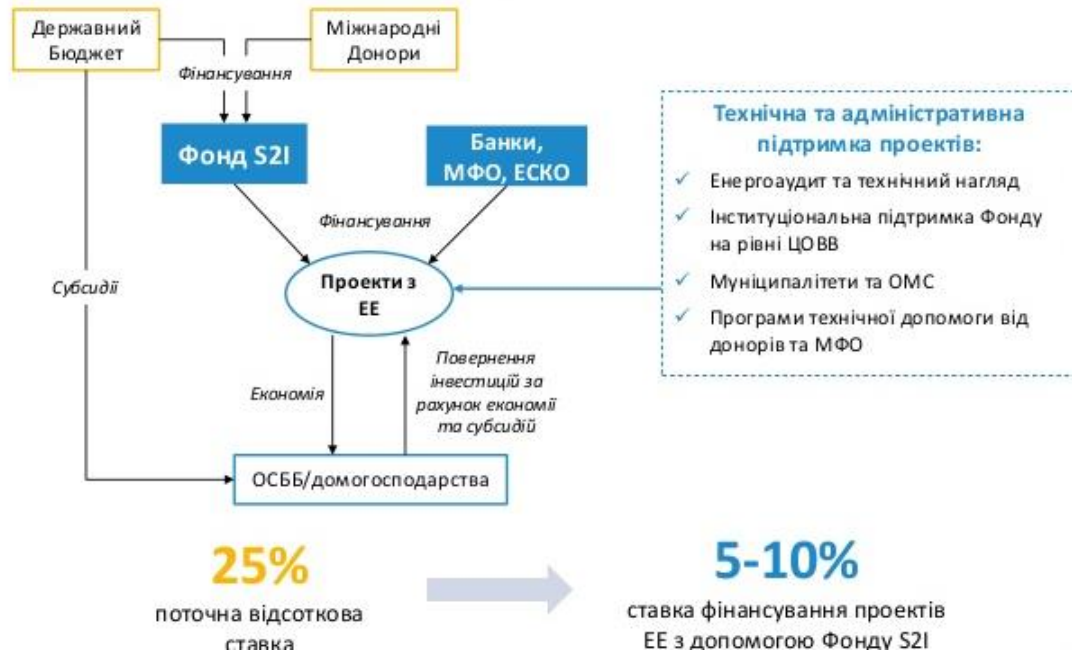 Державний
Бюджет
Міжнародні
Донори
Фінансування
Фонд S2I
Банки,
МФО, ЕСКО
Фінансування
Субсидії
Проекти з
ЕЕ
Технічна та адміністративна
підтримка проектів:
✓ Енергоаудит та технічний нагляд
✓ Інституціональна підтримка Фонду
на рівні ЦОВВ
✓ Муніципалітети та ОМС
✓ Програми технічної допомоги від
донорів та МФО
Економія
Повернення
інвестицій за
рахунок економії
та субсидій
ОСББ/домогосподарства
25%
поточна відсоткова
ставка
5-10%
ставка фінансування проектів
ЕЕ з допомогою Фонду S2I